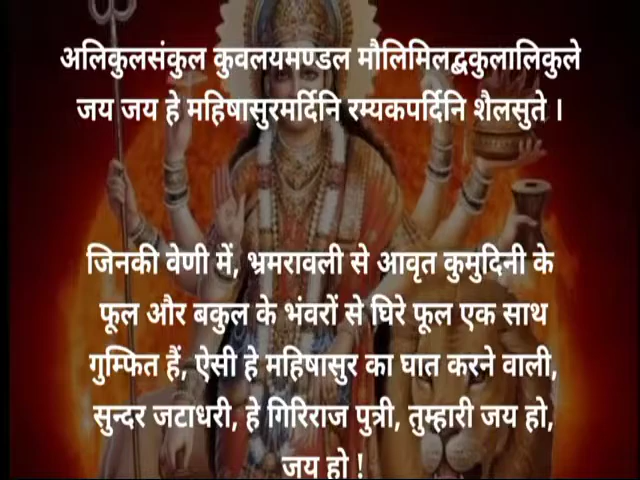 अलिकुलसंकुल कुवलयमण्डल मौलिमिलद्बकुलालिकुले
जय जय हे महिषासुरमर्दिनि रम्यकपर्दिनि शैलसुते ।
जिनकी वेणी में, भ्रमरावली से आवृत कुमुदिनी के
फूल और बकुल के भंवरों से घिरे फूल एक साथ
गुम्फित हैं, ऐसी हे महिषासुर का घात करने वाली,
सुन्दर जटाधरी, हे गिरिराज पुत्री, तुम्हारी जय हो,
जय हो !